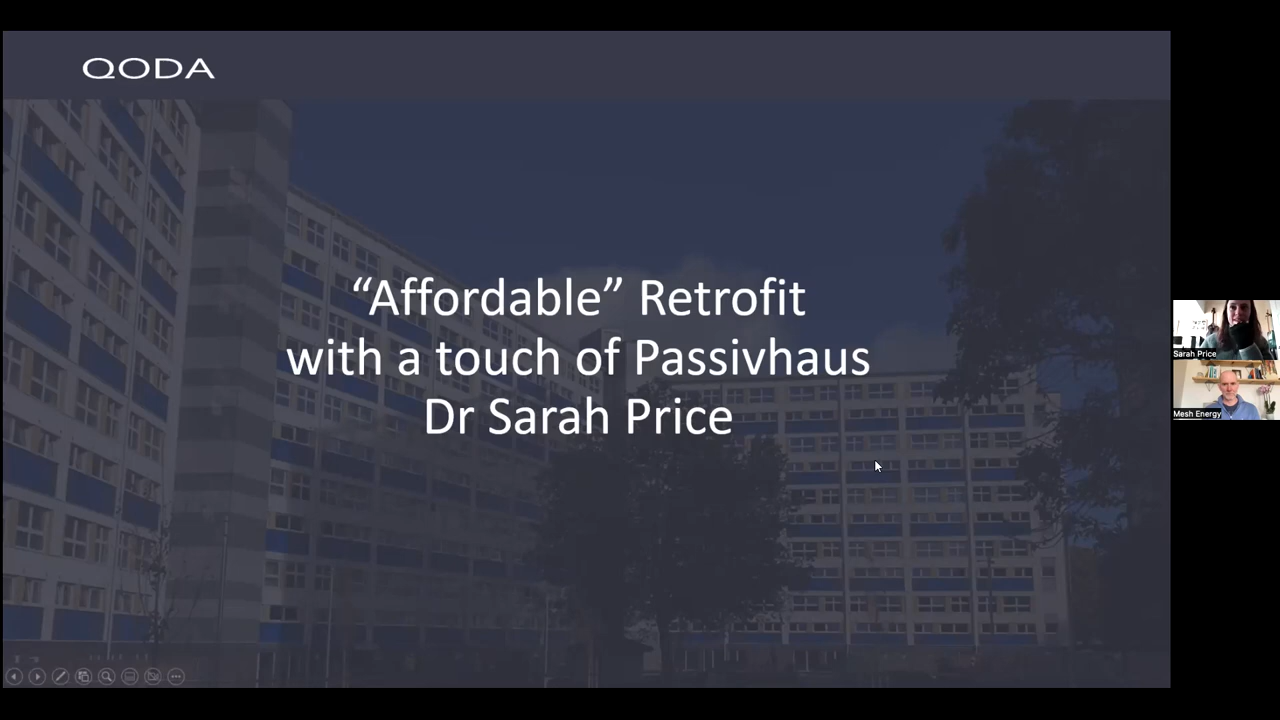 QODA
“Affordable” Retrofit
with a touch of Passivhaus
Dr Sarah Price
Sarah Price
Mesh Energy